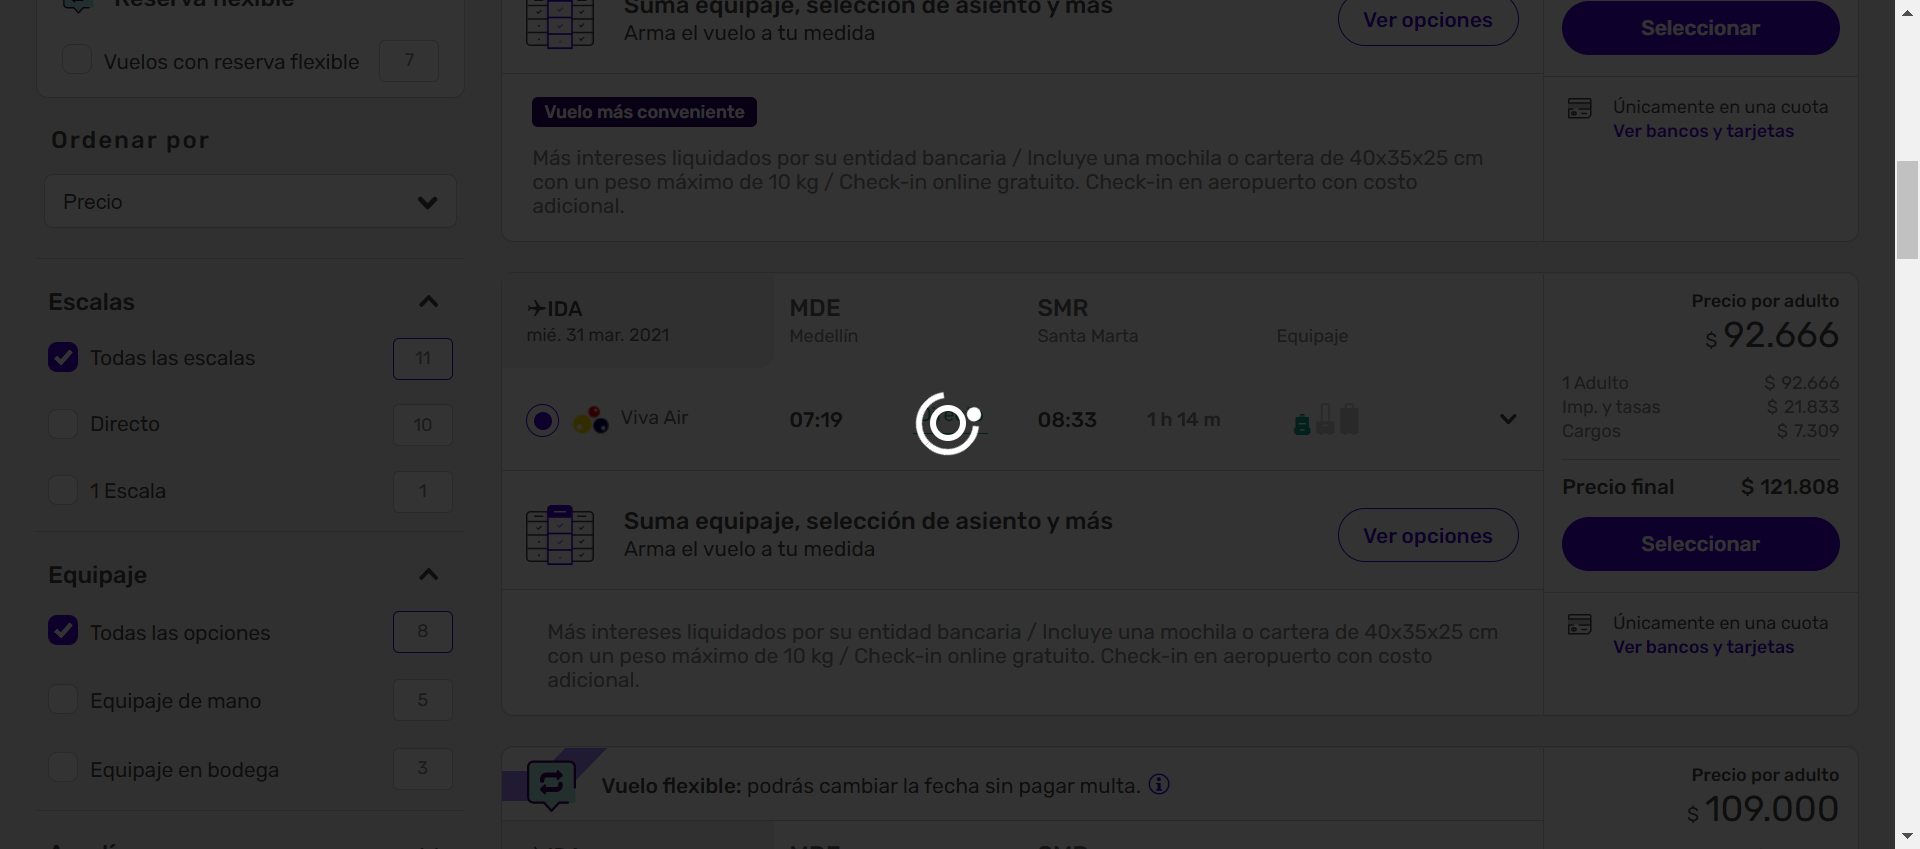 Reserva flexible
Vuelos con reserva flexible
7
Ordenar por
Precio
Escalas
Todas las escalas
11
Directo
10
1 Escala
1
Equipaje
Todas las opciones
8
Equipaje de mano
5
Equipaje en bodega
3
Suma equipaje, selección de asiento y más
Arma el vuelo a tu medida
Ver opciones
Seleccionar
Vuelo más conveniente
Más intereses liquidados por su entidad bancaria / Incluye una mochila o cartera de 40x35x25 cm
con un peso máximo de 10 kg / Check-in online gratuito. Check-in en aeropuerto con costo
adicional.
Únicamente en una cuota
Ver bancos y tarjetas
IDA
mié. 31 mar. 2021
MDE
Medellín
SMR
Santa Marta
Equipaje
Viva Air
07:19
08:33
1 h 14 m
Precio por adulto
$ 92.666
1 Adulto
$ 92.666
Imp. y tasas
$ 21.833
Cargos
$ 7.309
Precio final
$ 121.808
Seleccionar
Suma equipaje, selección de asiento y más
Arma el vuelo a tu medida
Ver opciones
Más intereses liquidados por su entidad bancaria / Incluye una mochila o cartera de 40x35x25 cm
con un peso máximo de 10 kg / Check-in online gratuito. Check-in en aeropuerto con costo
adicional.
Únicamente en una cuota
Ver bancos y tarjetas
Vuelo flexible: podrás cambiar la fecha sin pagar multa.
Precio por adulto
$ 109.000